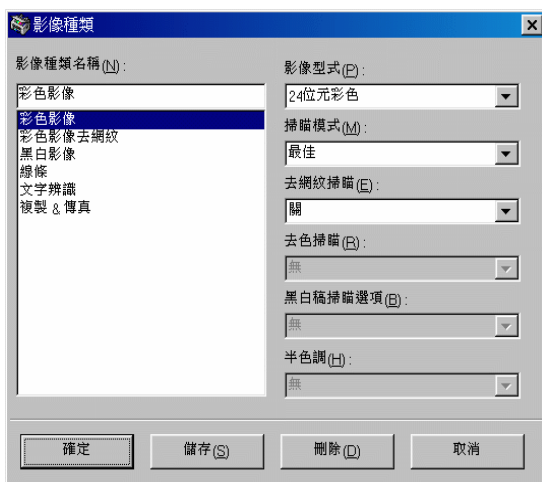 影像種類
影像種類名稱(N):
彩色影像
彩色影像
彩色影像去網紋
黑白影像
線條
文字辨識
複製 & 傳真
影像型式(P):
24位元彩色
掃瞄模式(M):
最佳
去網紋掃瞄(E):
關
去色掃瞄(R):
無
黑白稿掃瞄選項(B):
無
半色調(H):
無
確定
儲存(S)
刪除(D)
取消